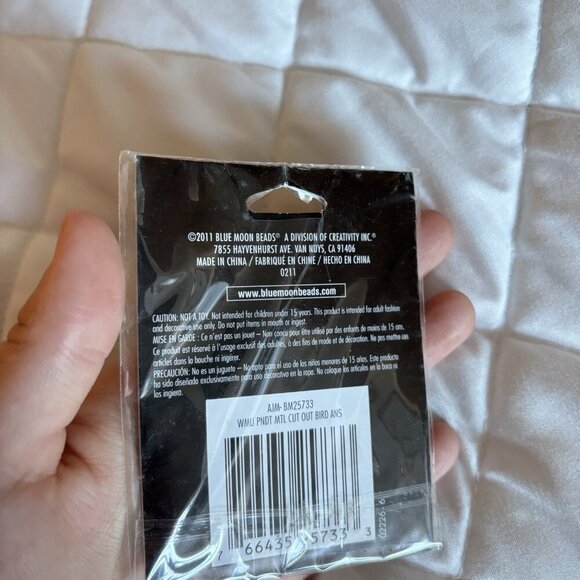 ©2011 BLUE MOON BEADS® A DIVISION OF CREATIVITY INC.®
7855 HAYVENHURST AVE. VAN NUYS, CA 91406
MADE IN CHINA / FABRIQUÉ EN CHINE / HECHO EN CHINA
0211
www.bluemoonbeads.com
CAUTION: NOT A TOY. Not intended for children under 15 years. This product is intended for adult fashion
and decorative use only. Do not put items in mouth or ingest.
MISE EN GARDE : Ce n'est pas un jouet – Non conçu pour être utilisé par des enfants de moins de 15 ans.
Ce produit est réservé à l'usage exclusif des adultes, à des fins de mode et de décoration. Ne pas mettre
articles dans la bouche ni ingérer.
PRECAUCIÓN: No es un juguete – No apto para el uso de los niños menores de 15 años. Este producto
ha sido diseñado exclusivamente para uso decorativo en la ropa. No coloque los artículos en la boca ni
los ingiera.
AJM- BM25733
WMU PNDT MTL CUT OUT BIRD ANS
7 66435 5733 3
02226-6